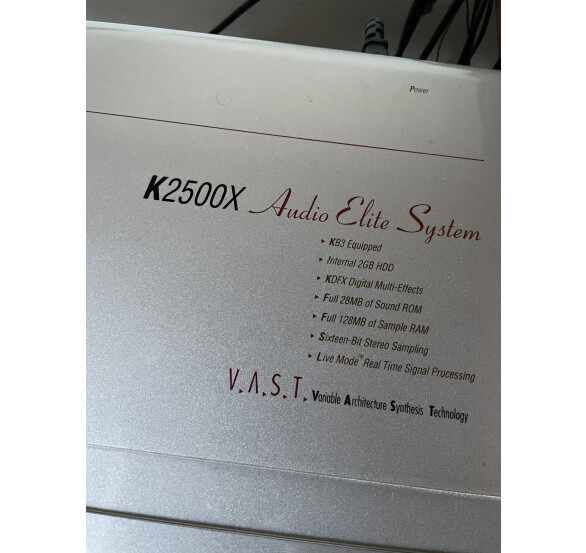 Power
K2500X Audio Elite System
▸ KB3 Equipped
▸ Internal 2GB HDD
▸ KDFX Digital Multi-Effects
▸ Full 28MB of Sound ROM
▸ Full 128MB of Sample RAM
▸ Sixteen-Bit Stereo Sampling
▸ Live Mode™ Real Time Signal Processing
V.A.S.T. Variable Architecture Synthesis Technology